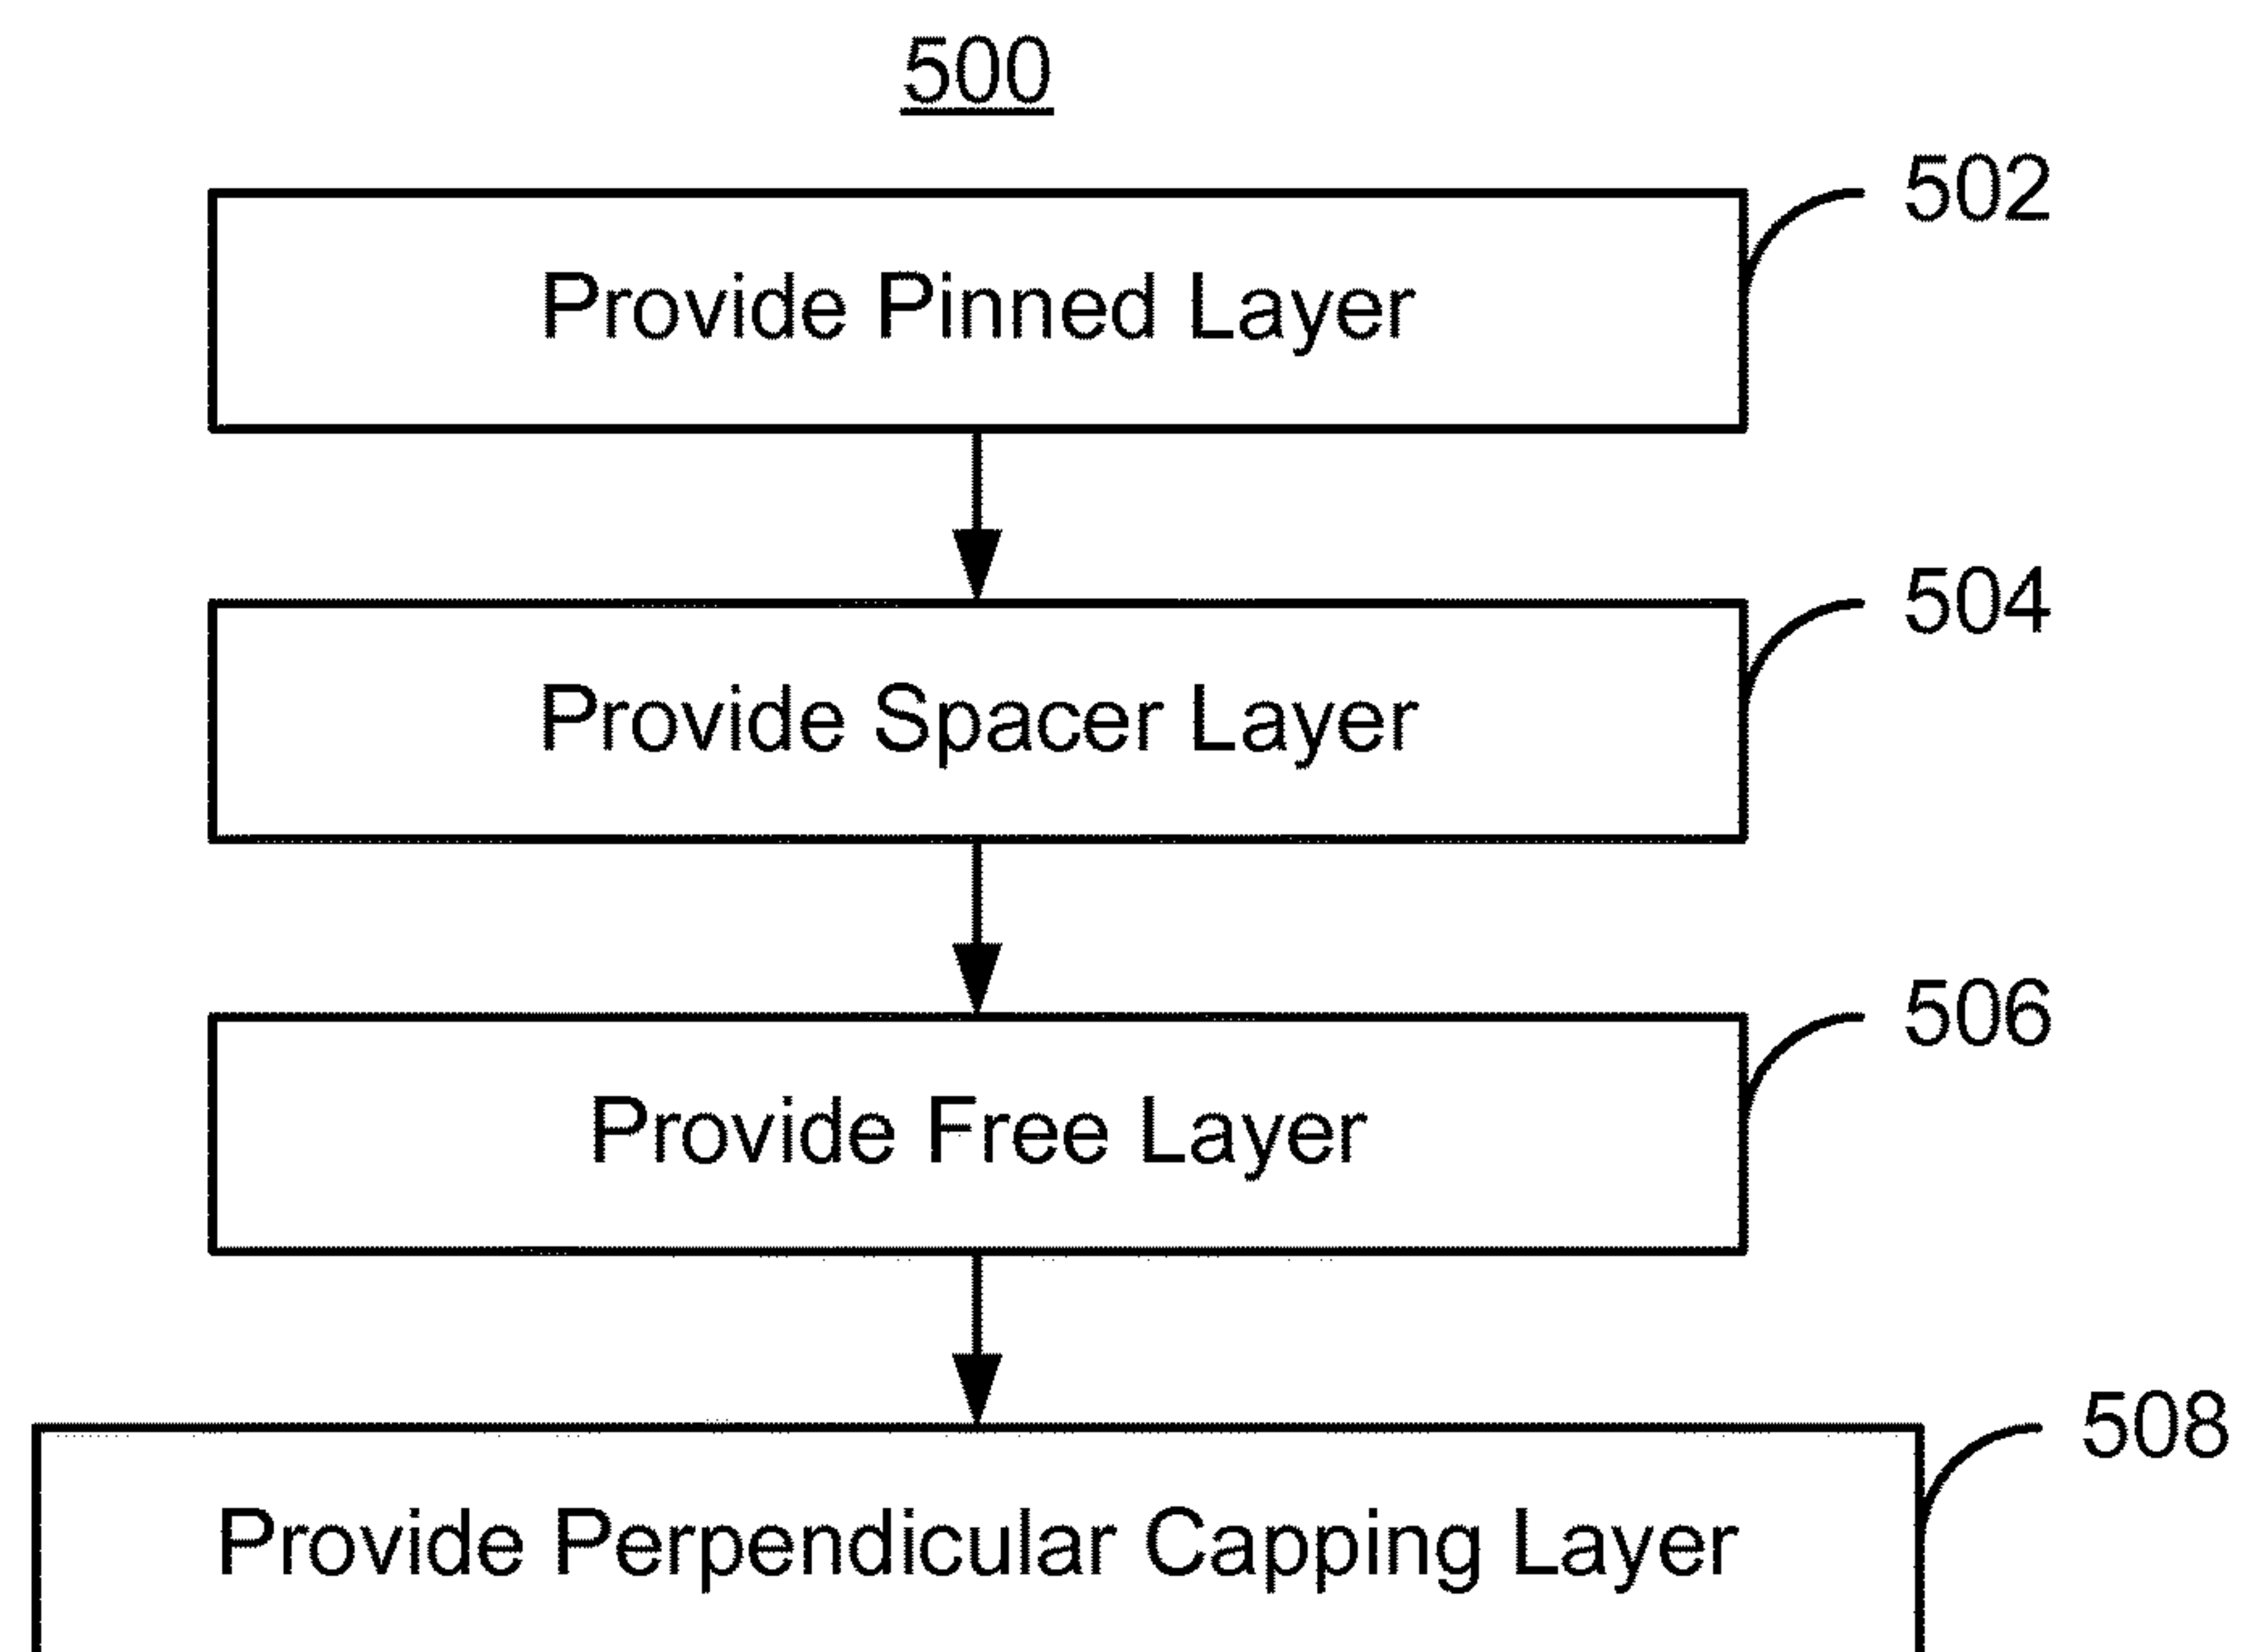 500
502
Provide Pinned Layer
504
Provide Spacer Layer
506
Provide Free Layer
508
Provide Perpendicular Capping Layer